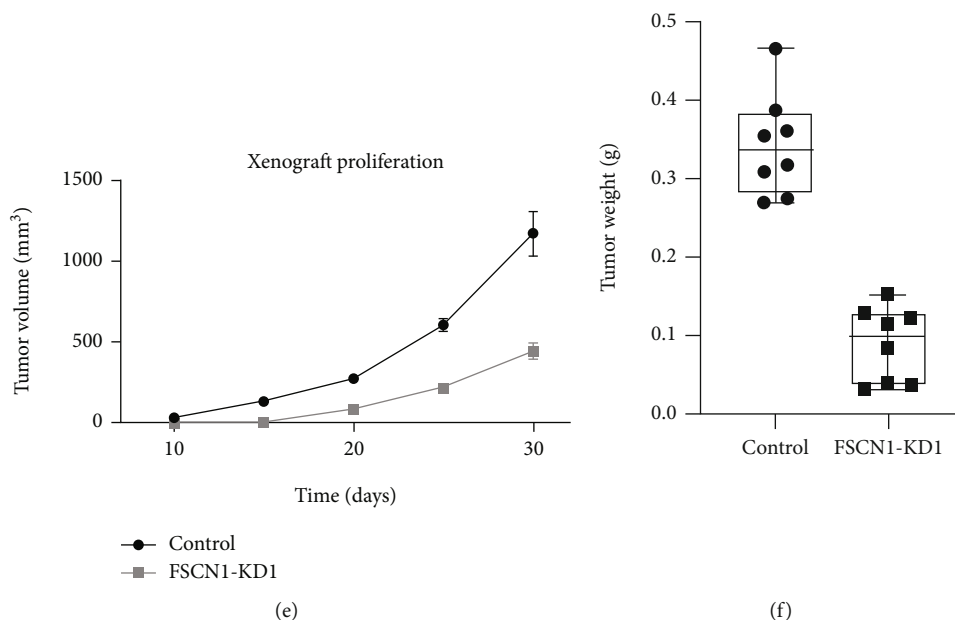 Xenograft proliferation
Tumor volume (mm³)
1500
1000
500
0
10
20
30
Time (days)
Control
FSCN1-KD1
(e)
Tumor weight (g)
0.5
0.4
0.3
0.2
0.1
0.0
Control
FSCN1-KD1
(f)